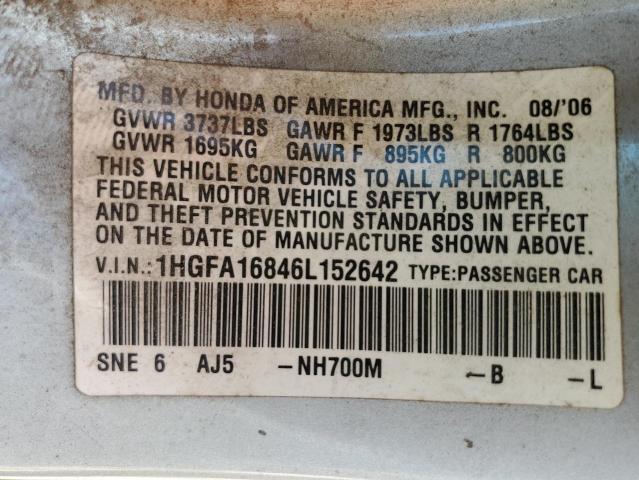 MFD. BY HONDA OF AMERICA MFG., INC. 08/'06
GVWR 3737LBS GAWR F 1973LBS R 1764LBS
GVWR 1695KG GAWR F 895KG R 800KG
THIS VEHICLE CONFORMS TO ALL APPLICABLE
FEDERAL MOTOR VEHICLE SAFETY, BUMPER,
AND THEFT PREVENTION STANDARDS IN EFFECT
ON THE DATE OF MANUFACTURE SHOWN ABOVE.
V.I.N.:1HGFA16846L152642 TYPE:PASSENGER CAR
SNE 6 AJ5 -NH700M -B -L